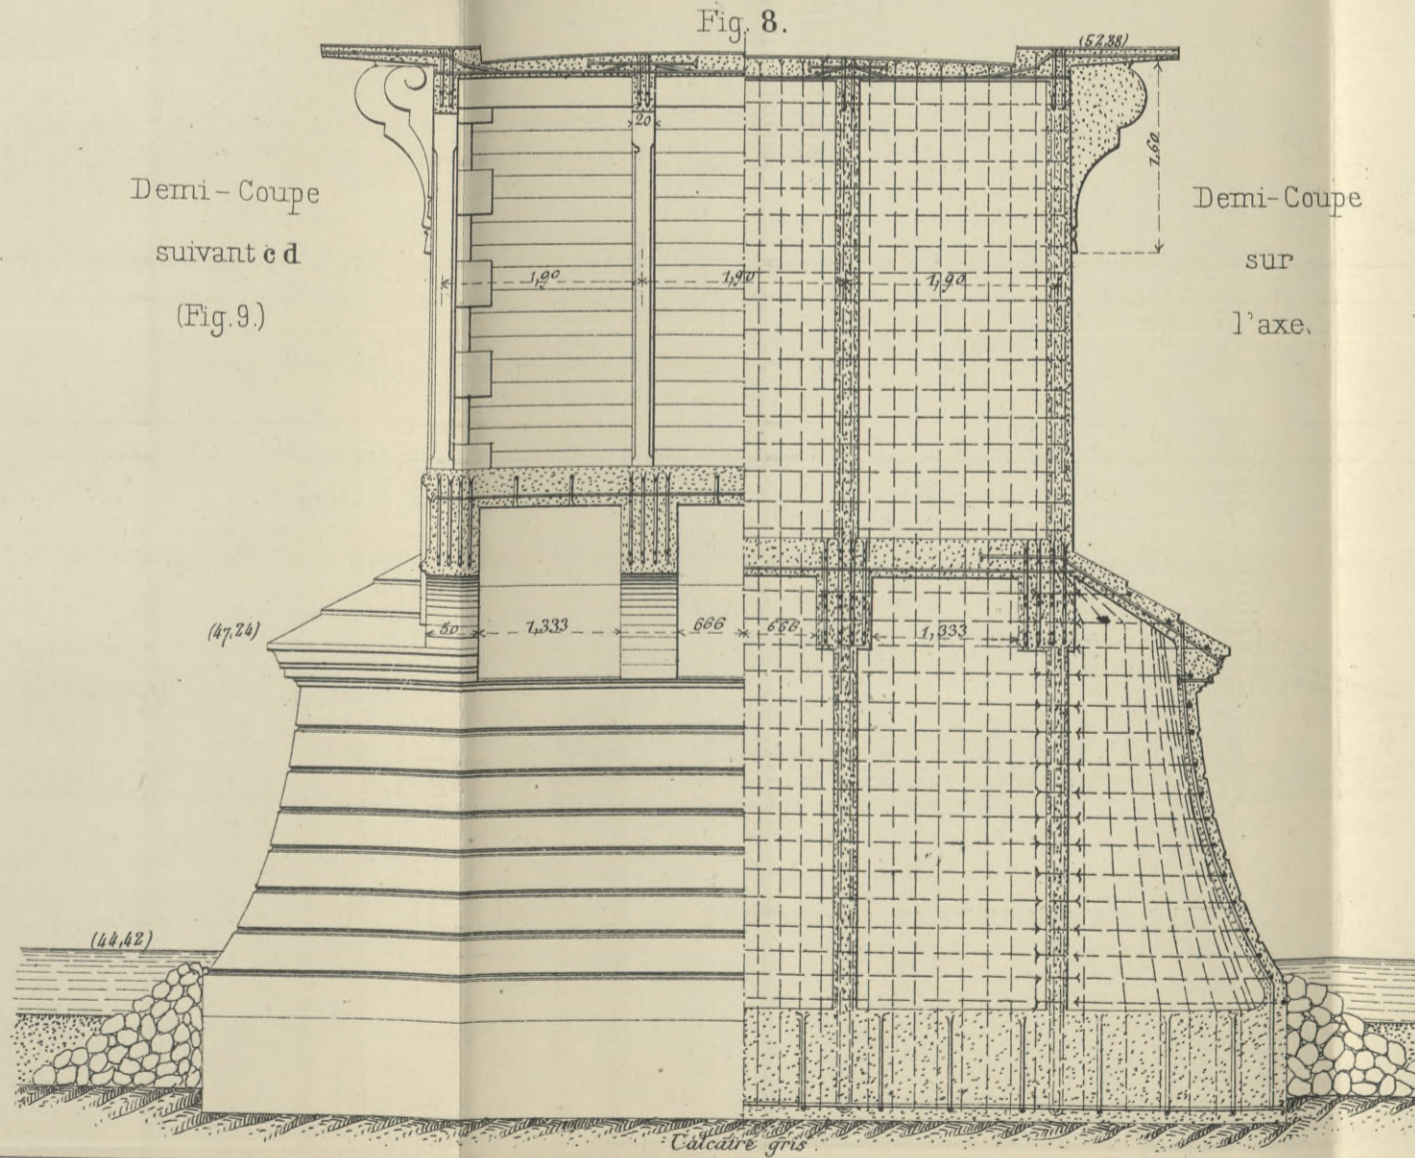 Fig. 8.
(52,38)
20
1,60
Demi-Coupe
suivant c d
(Fig. 9.)
Demi-Coupe
sur
l'axe.
1,90
1,90
1,90
(47,24)
50
1,333
666
666
1,333
(44,42)
Calcaire gris